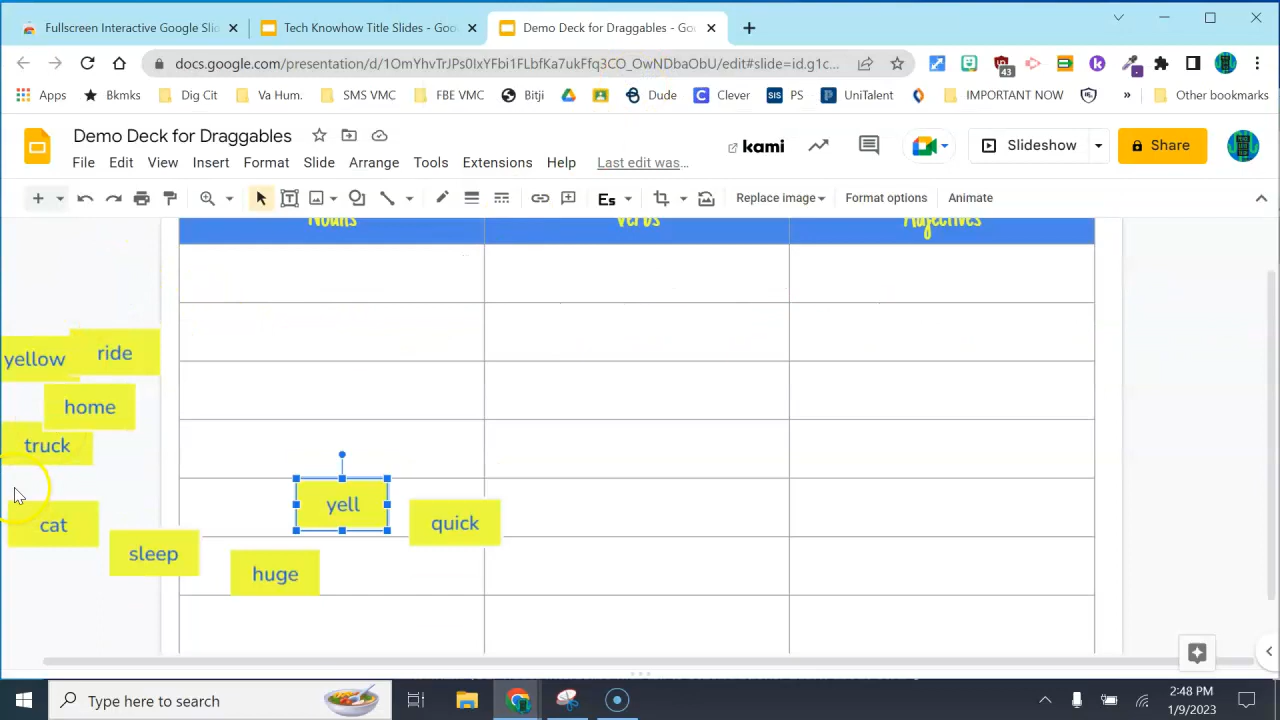 Fullscreen Interactive Google Slid
Tech Knowhow Title Slides - Goo
Demo Deck for Draggables - Goo
docs.google.com/presentation/d/1OmYhvTrJPs0IxYFbi1FLbfKa7ukFfq3CO_OwNDbaObU/edit#slide=id.g1c...
43
Apps Bkmks Dig Cit Va Hum. SMS VMC FBE VMC Bitji Dude Clever SIS PS UniTalent IMPORTANT NOW » Other bookmarks
Demo Deck for Draggables
kami
Slideshow
Share
File Edit View Insert Format Slide Arrange Tools Extensions Help Last edit was...
Es Replace image Format options Animate
Nouns Verbs Adjectives
yellow
ride
home
truck
yell
quick
cat
sleep
huge
Type here to search
2:48 PM
1/9/2023